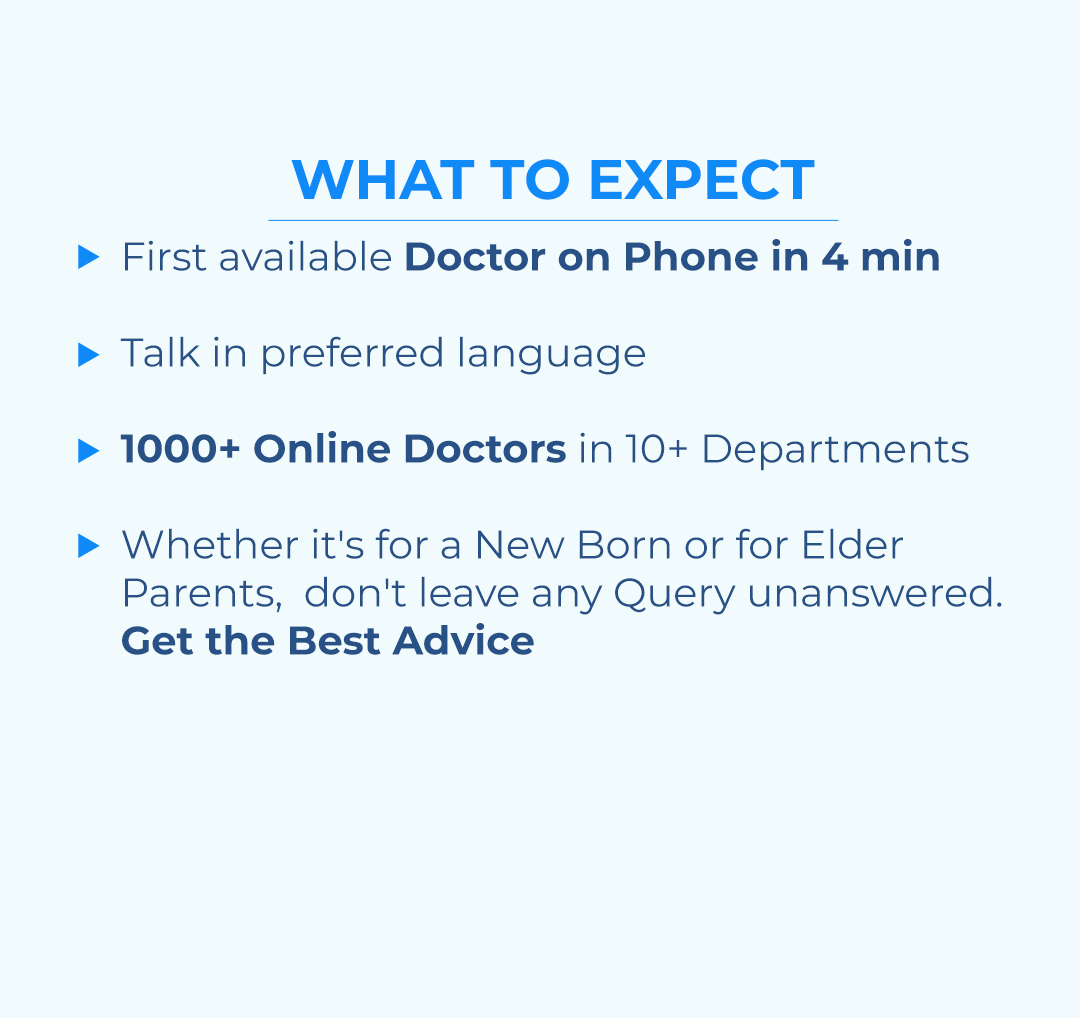 WHAT TO EXPECT
First available Doctor on Phone in 4 min
Talk in preferred language
1000+ Online Doctors in 10+ Departments
Whether it's for a New Born or for Elder
Parents,  don't leave any Query unanswered.
Get the Best Advice